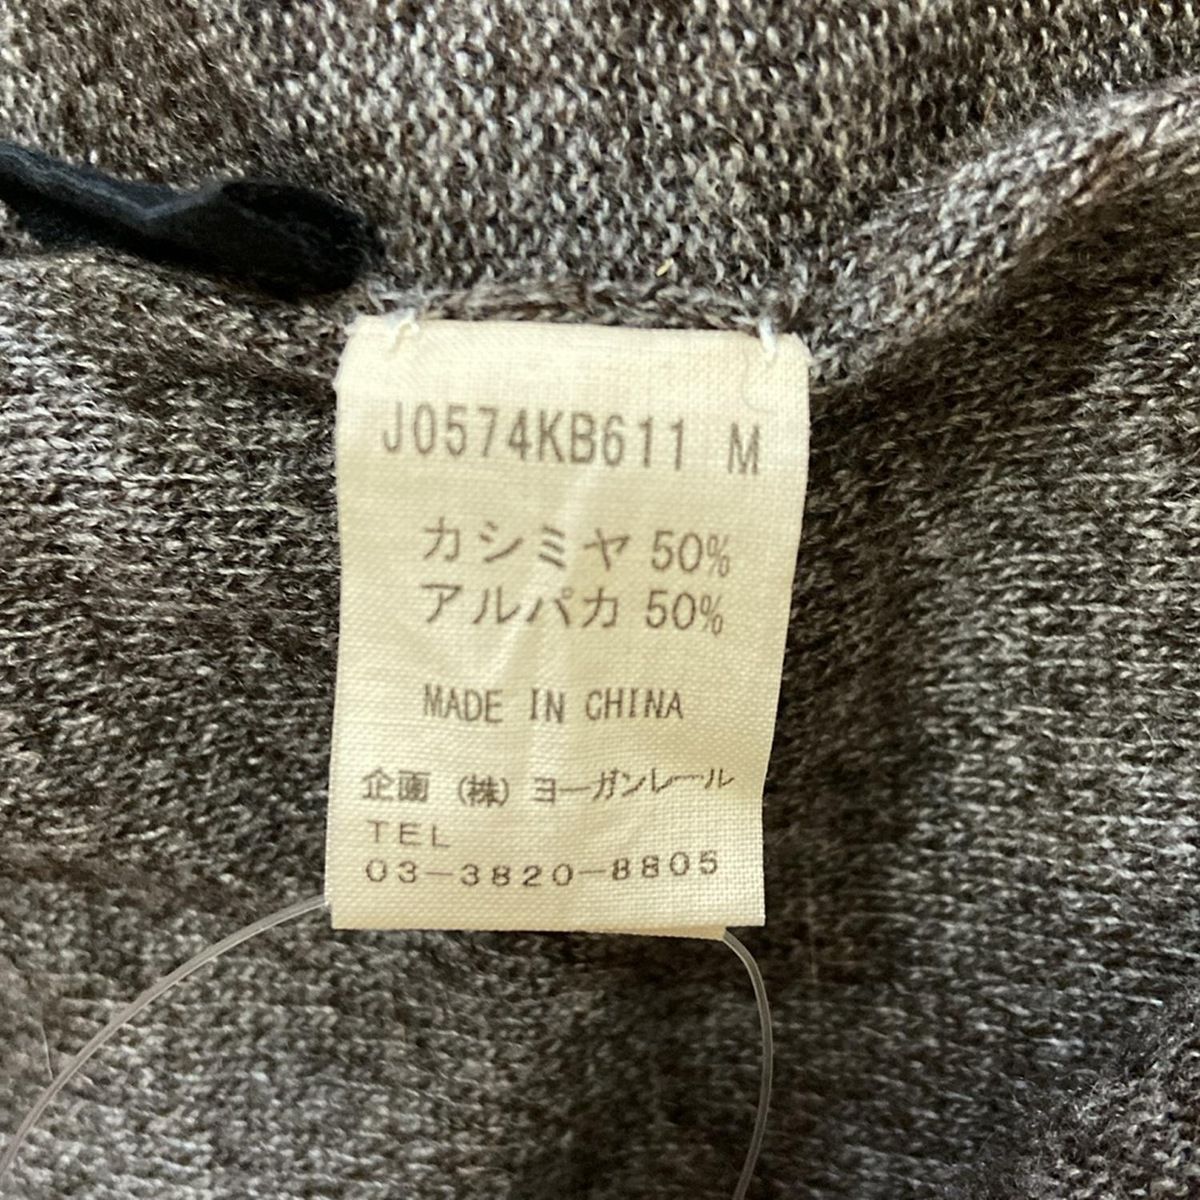 J0574KB611 M
カシミヤ 50%
アルパカ 50%
MADE IN CHINA
企画 (株) ヨーガンレール
TEL
03-3820-8805